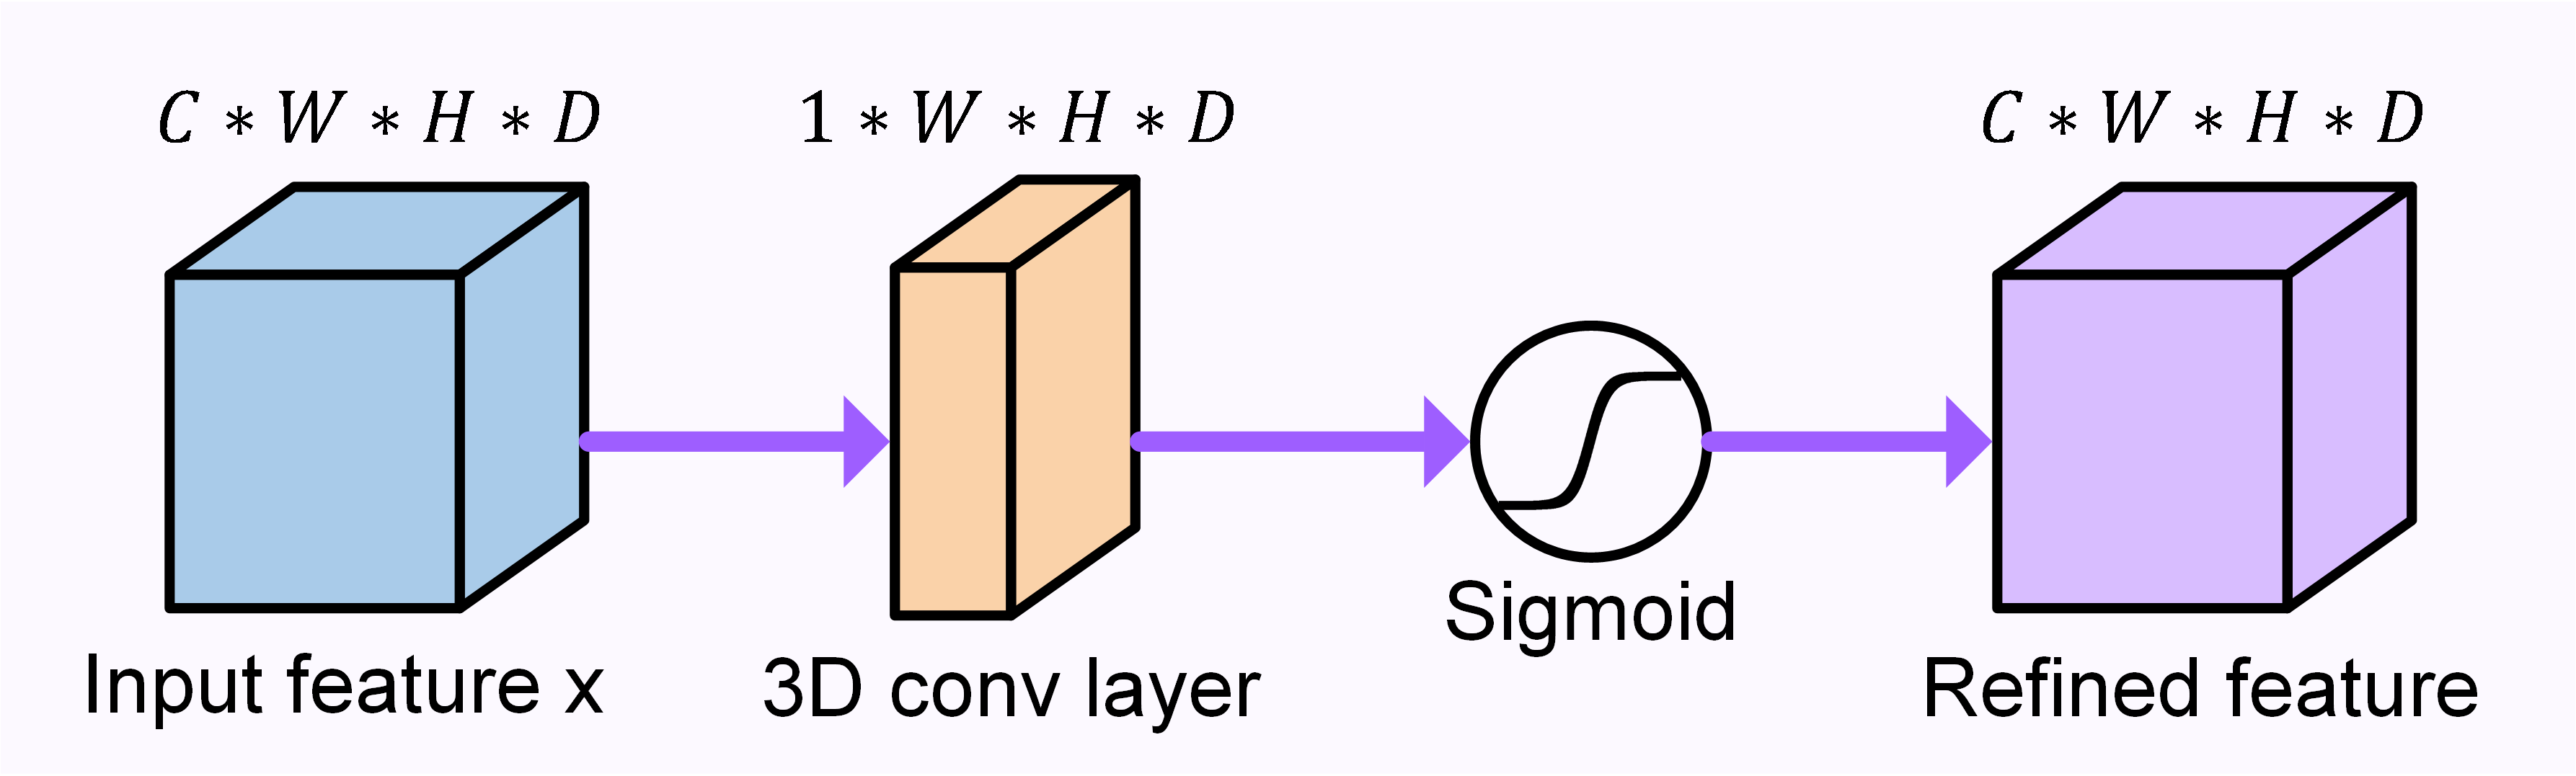 C * W * H * D
1 * W * H * D
C * W * H * D
Input feature x
3D conv layer
Sigmoid
Refined feature